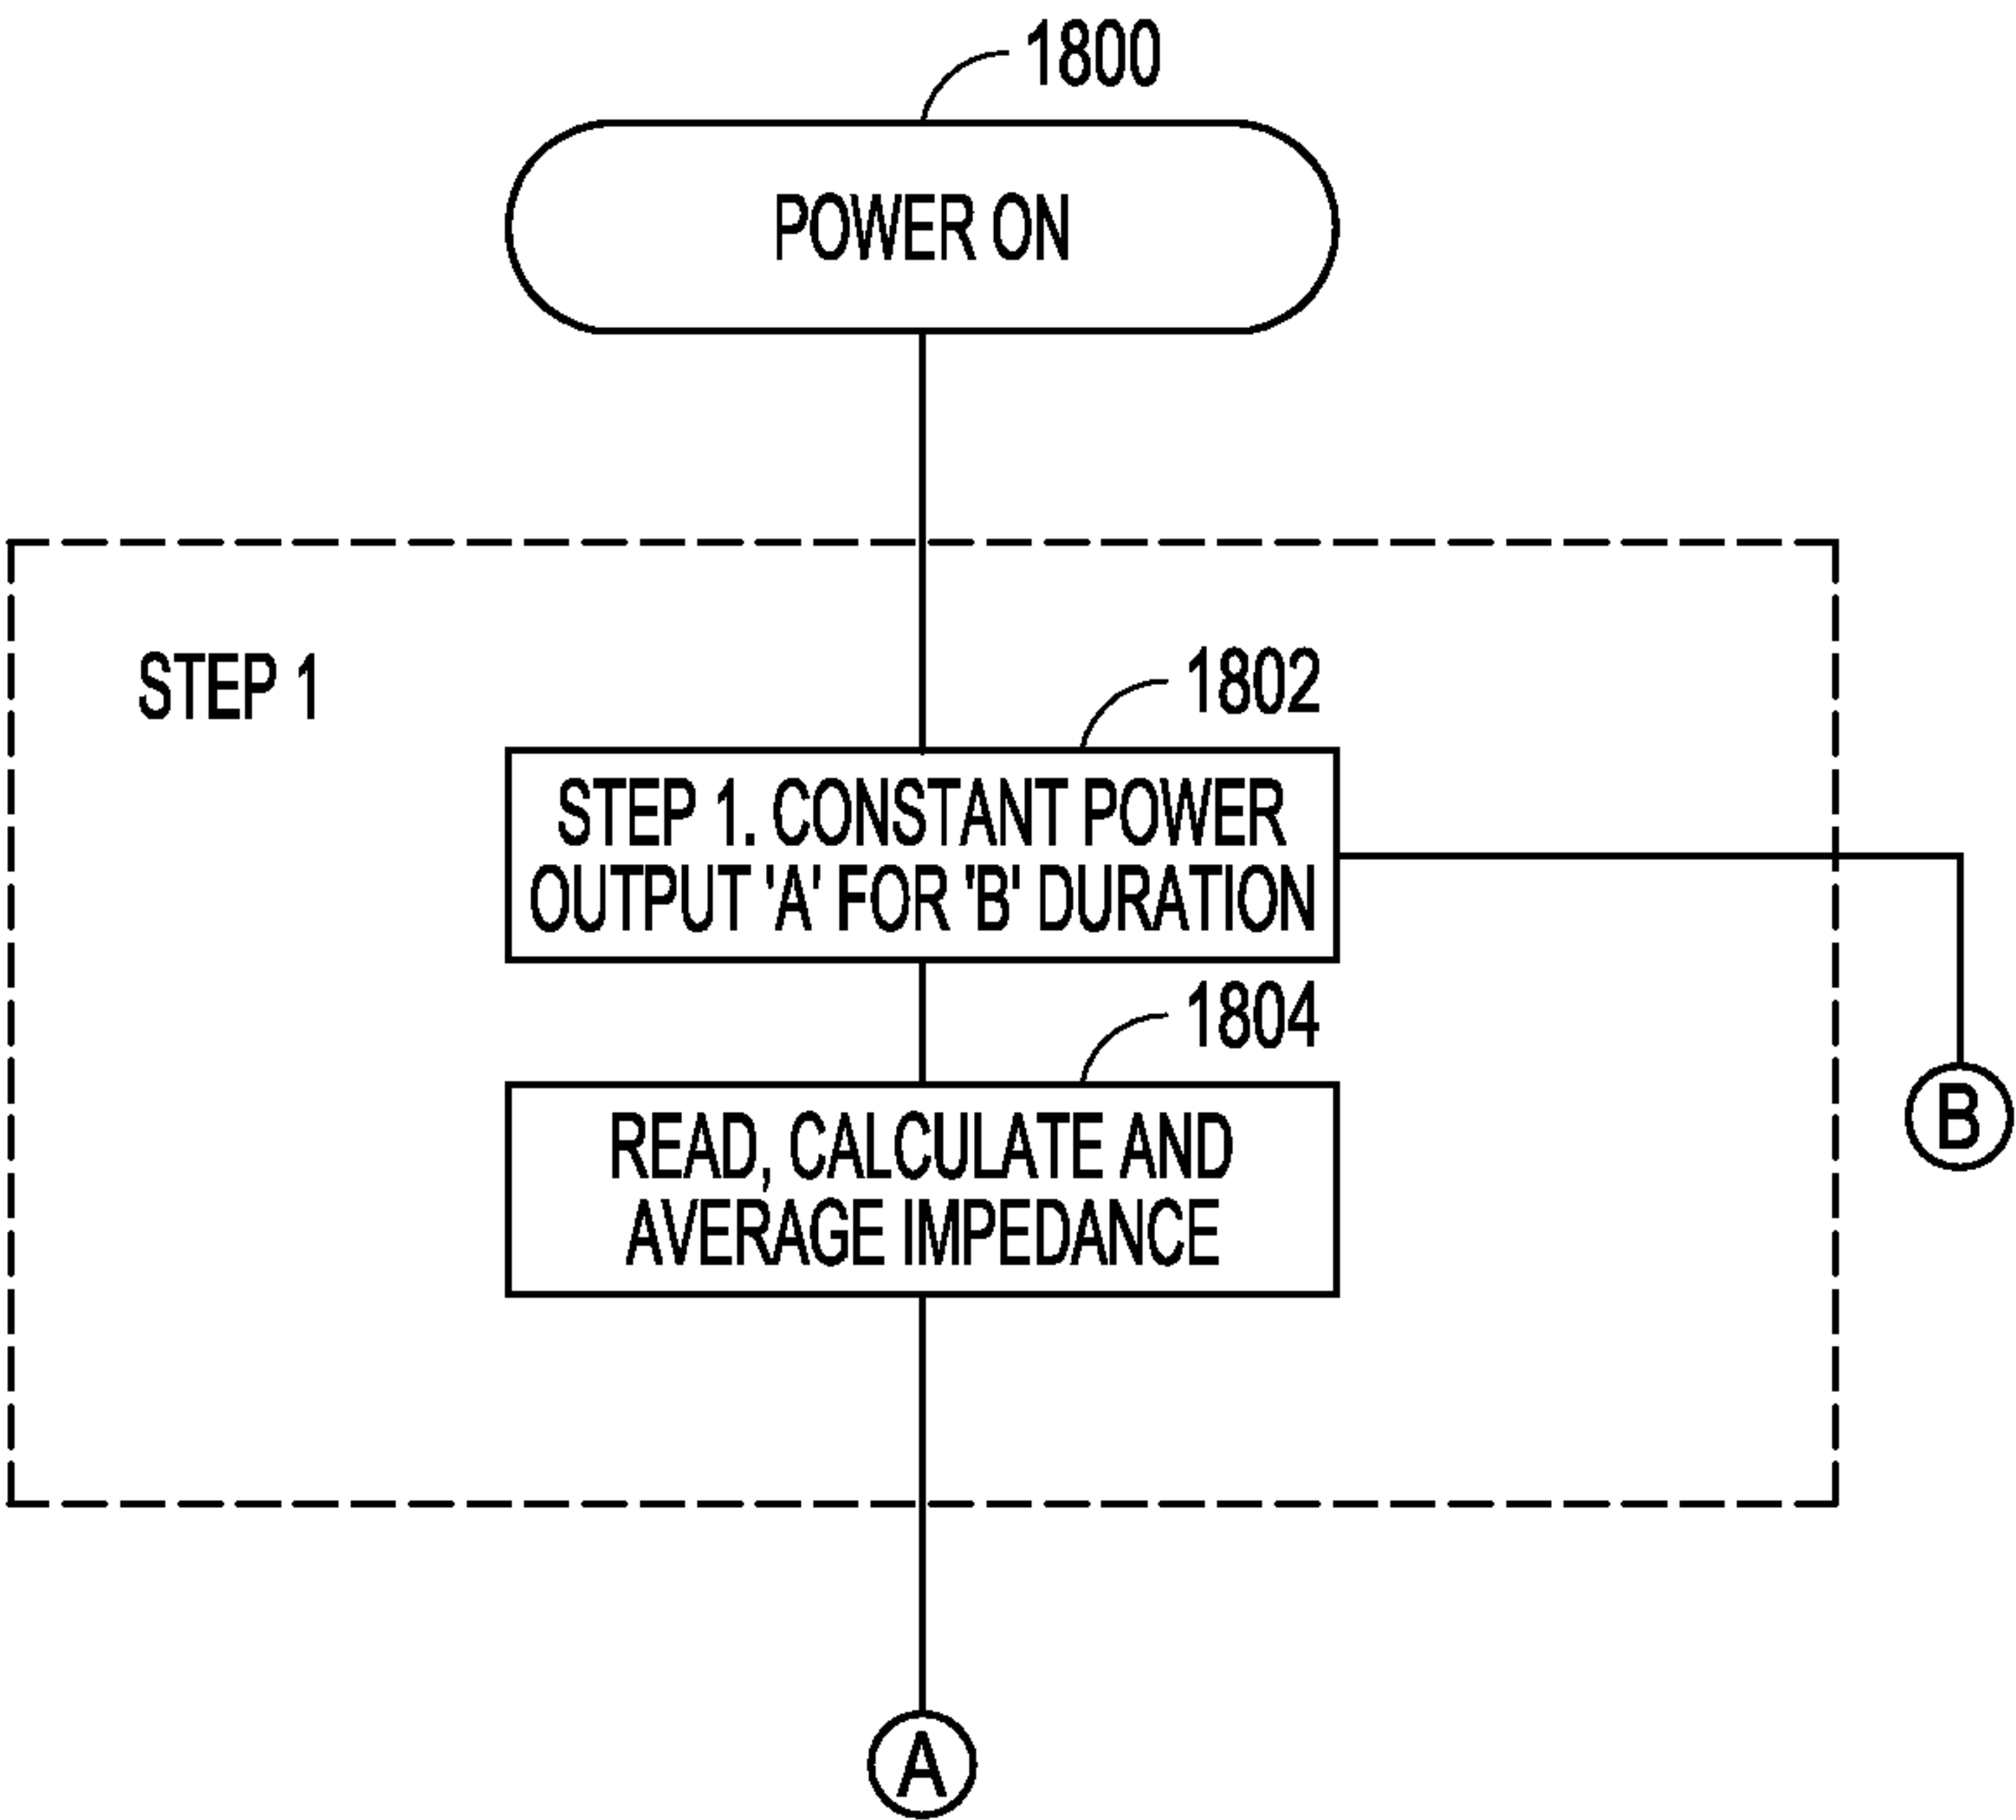 1800
POWER ON
STEP 1
1802
STEP 1. CONSTANT POWER
OUTPUT 'A' FOR 'B' DURATION
1804
READ, CALCULATE AND
AVERAGE IMPEDANCE
B
A